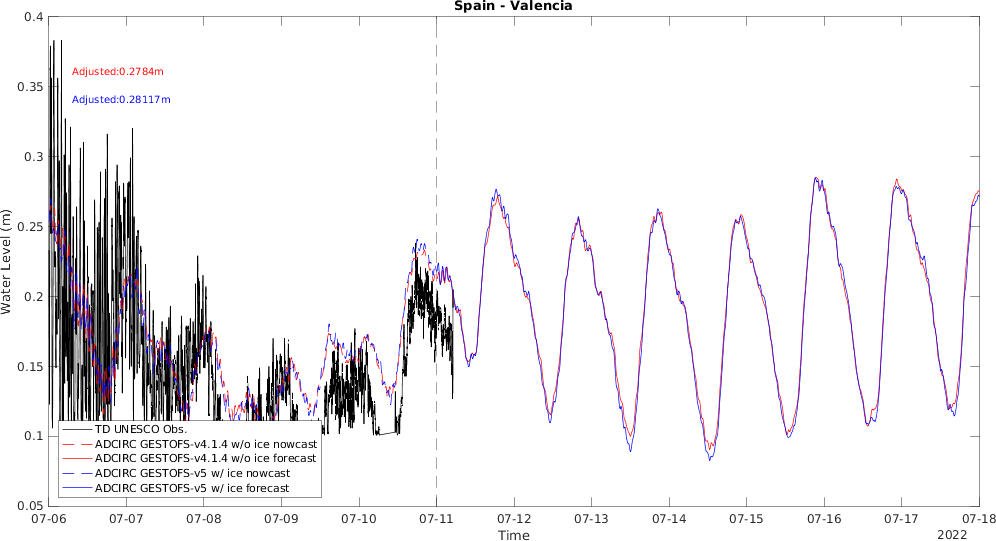 Spain - Valencia
0.4
0.35
0.3
0.25
0.2
0.15
0.1
0.05
Water Level (m)
Adjusted:0.2784m
Adjusted:0.28117m
TD UNESCO Obs.
ADCIRC GESTOFS-v4.1.4 w/o ice nowcast
ADCIRC GESTOFS-v4.1.4 w/o ice forecast
ADCIRC GESTOFS-v5 w/ ice nowcast
ADCIRC GESTOFS-v5 w/ ice forecast
07-06 07-07 07-08 07-09 07-10 07-11 07-12 07-13 07-14 07-15 07-16 07-17 07-18
Time
2022